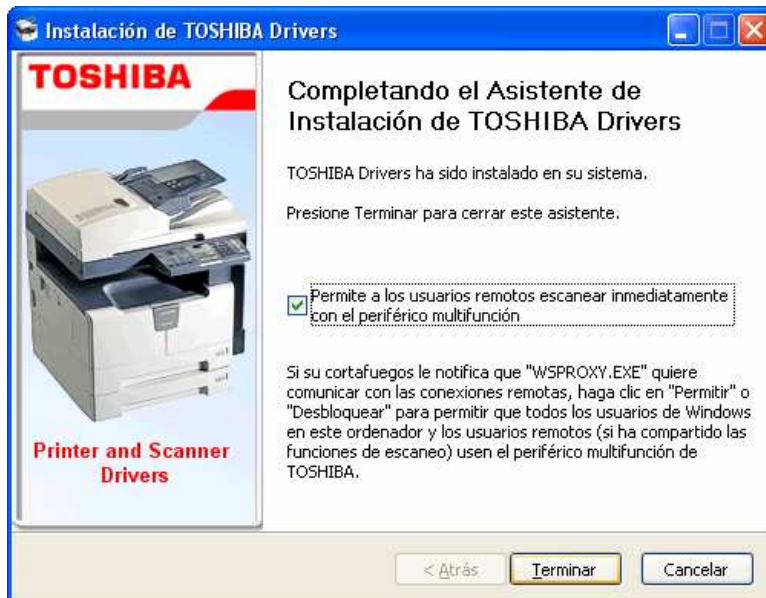 Instalación de TOSHIBA Drivers
TOSHIBA
Printer and Scanner
Drivers
Completando el Asistente de
Instalación de TOSHIBA Drivers
TOSHIBA Drivers ha sido instalado en su sistema.
Presione Terminar para cerrar este asistente.
Permite a los usuarios remotos escanear inmediatamente
con el periférico multifunción
Si su cortafuegos le notifica que "WSPROXY.EXE" quiere
comunicar con las conexiones remotas, haga clic en "Permitir" o
"Desbloquear" para permitir que todos los usuarios de Windows
en este ordenador y los usuarios remotos (si ha compartido las
funciones de escaneo) usen el periférico multifunción de
TOSHIBA.
< Atrás
Terminar
Cancelar